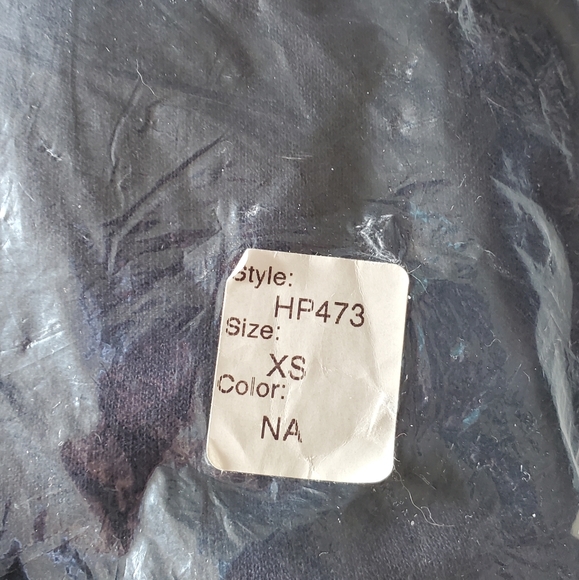 Style:
HP473
Size:
XS
Color:
NA